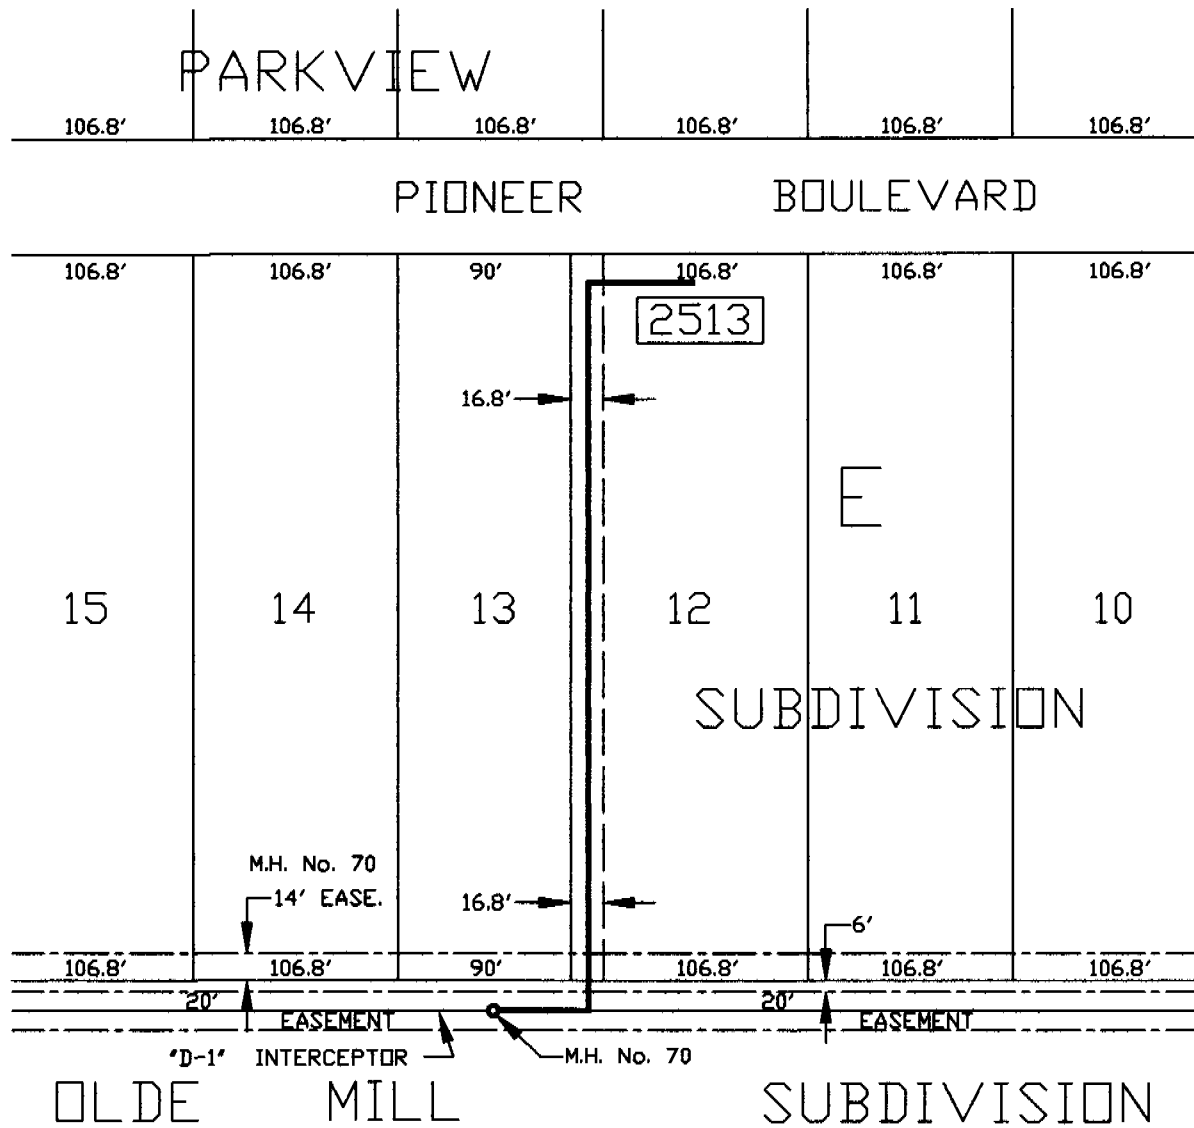 PARKVIEW
106.8' 106.8' 106.8' 106.8' 106.8' 106.8'
PIONEER BOULEVARD
106.8' 106.8' 90' 106.8' 106.8' 106.8'
2513
16.8'
E
15 14 13 12 11 10
SUBDIVISION
M.H. No. 70
14' EASE.
16.8'
6'
106.8' 106.8' 90' 106.8' 106.8' 106.8'
20' 20'
EASEMENT EASEMENT
"D-1" INTERCEPTOR M.H. No. 70
OLDE MILL SUBDIVISION